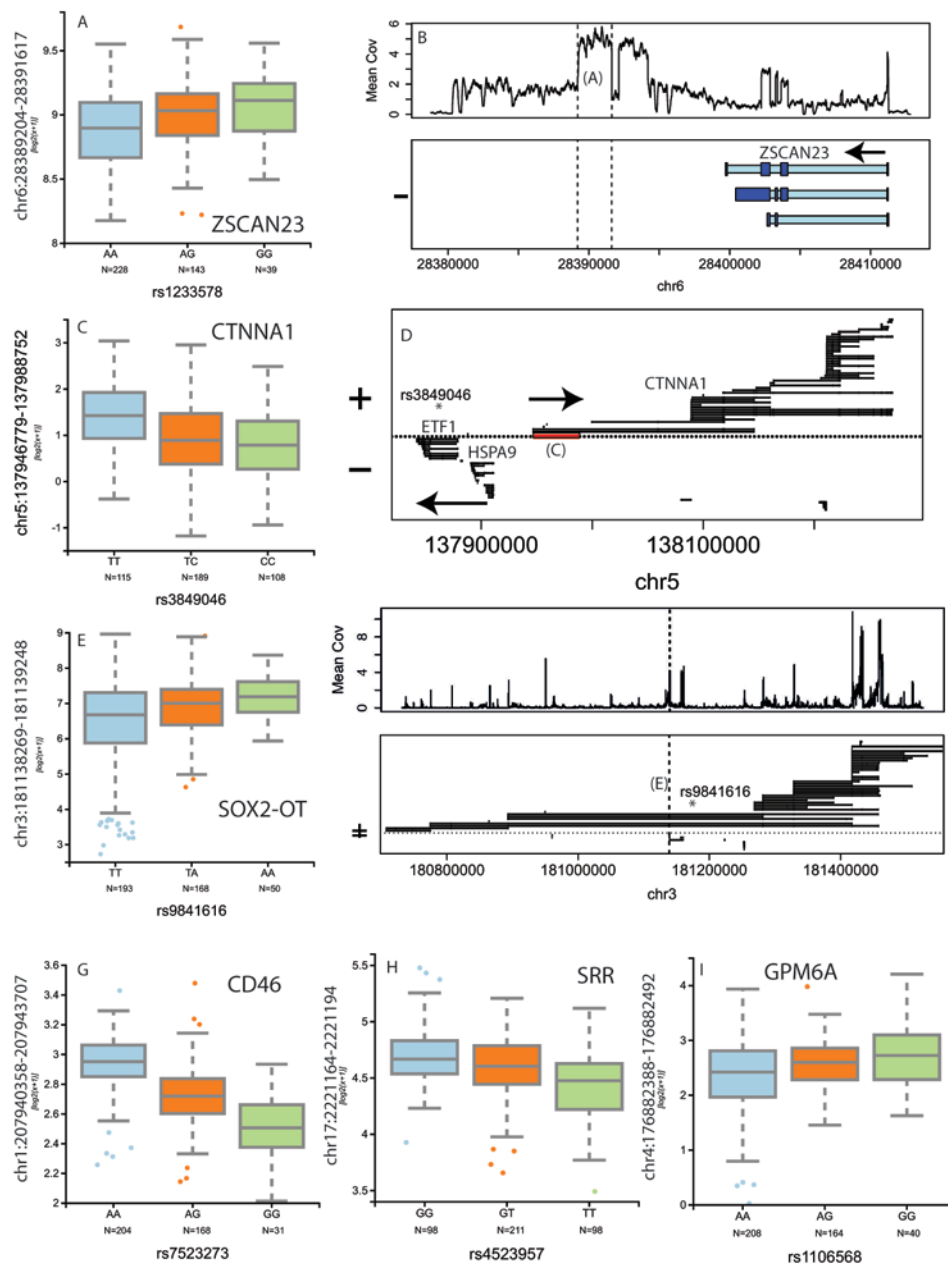 A
chr6:28389204-28391617
[log2(x+1)]
9.5
9
8.5
8
ZSCAN23
AA
AG
GG
N=228
N=143
N=39
rs1233578
B
Mean Cov
6
4
2
0
(A)
ZSCAN23
–
28380000
28390000
28400000
28410000
chr6
C
CTNNA1
chr5:137946779-137988752
[log2(x+1)]
3
2
1
0
-1
TT
TC
CC
N=115
N=189
N=108
rs3849046
D
+
–
rs3849046
*
ETF1
HSPA9
CTNNA1
(C)
137900000
138100000
chr5
E
chr3:181138269-181139248
[log2(x+1)]
9
8
7
6
5
4
3
SOX2-OT
TT
TA
AA
N=193
N=168
N=50
rs9841616
Mean Cov
8
4
0
(E)
rs9841616
*
+
180800000
181000000
181200000
181400000
chr3
G
CD46
chr1:207940358-207943707
[log2(x+1)]
3.6
3.4
3.2
3.0
2.8
2.6
2.4
2.2
2
AA
AG
GG
N=204
N=168
N=31
rs7523273
H
SRR
chr17:2221164-2221194
[log2(x+1)]
5.5
5.0
4.5
4.0
3.5
GG
GT
TT
N=98
N=211
N=98
rs4523957
I
GPM6A
chr4:176882388-176882492
[log2(x+1)]
4
3
2
1
0
AA
AG
GG
N=208
N=164
N=40
rs1106568